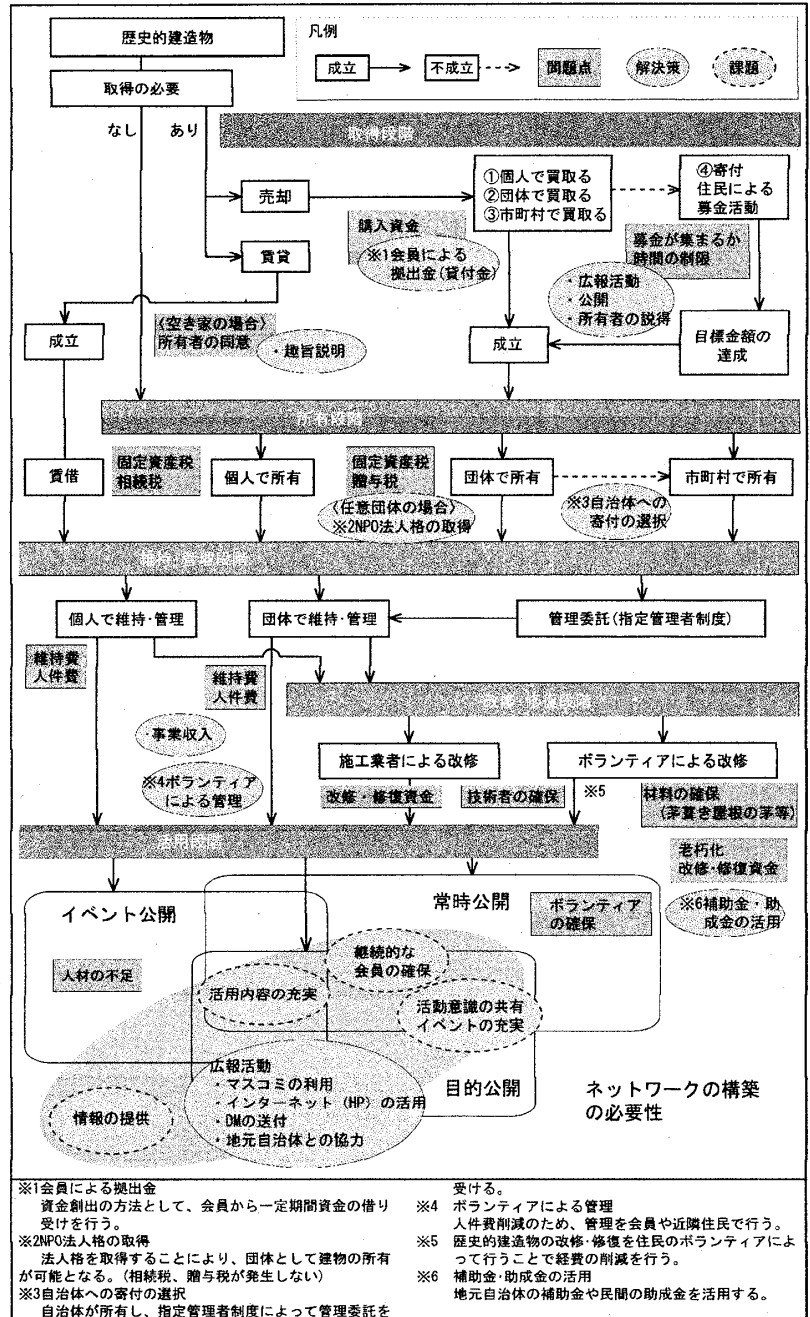 歴史的建造物
凡例
成立
不成立
問題点
解決策
課題
取得の必要
なし
あり
取得段階
売却
①個人で買取る
②団体で買取る
③市町村で買取る
④寄付
住民による
募金活動
購入資金
※1会員による
拠出金(貸付金)
募金が集まるか
時間の制限
賃貸
・広報活動
・公開
・所有者の説得
成立
〈空き家の場合〉
所有者の同意
・趣旨説明
成立
目標金額の
達成
所有段階
賃借
固定資産税
相続税
個人で所有
固定資産税
贈与税
〈任意団体の場合〉
※2NPO法人格の取得
団体で所有
※3自治体への
寄付の選択
市町村で所有
維持・管理段階
個人で維持・管理
団体で維持・管理
管理委託(指定管理者制度)
維持費
人件費
維持費
人件費
改修・修復段階
・事業収入
※4ボランティア
による管理
施工業者による改修
ボランティアによる改修
改修・修復資金
技術者の確保
※5
材料の確保
(茅葺き屋根の茅等)
活用段階
老朽化
改修・修復資金
※6補助金・助
成金の活用
イベント公開
常時公開
ボランティア
の確保
人材の不足
継続的な
会員の確保
活用内容の充実
活動意識の共有
イベントの充実
広報活動
・マスコミの利用
・インターネット(HP)の活用
・DMの送付
・地元自治体との協力
目的公開
情報の提供
ネットワークの構築
の必要性
※1会員による拠出金
資金創出の方法として、会員から一定期間資金の借り
受けを行う。
※2NPO法人格の取得
法人格を取得することにより、団体として建物の所有
が可能となる。(相続税、贈与税が発生しない)
※3自治体への寄付の選択
自治体が所有し、指定管理者制度によって管理委託を
受ける。
※4 ボランティアによる管理
人件費削減のため、管理を会員や近隣住民で行う。
※5 歴史的建造物の改修・修復を住民のボランティアによ
って行うことで経費の削減を行う。
※6 補助金・助成金の活用
地元自治体の補助金や民間の助成金を活用する。